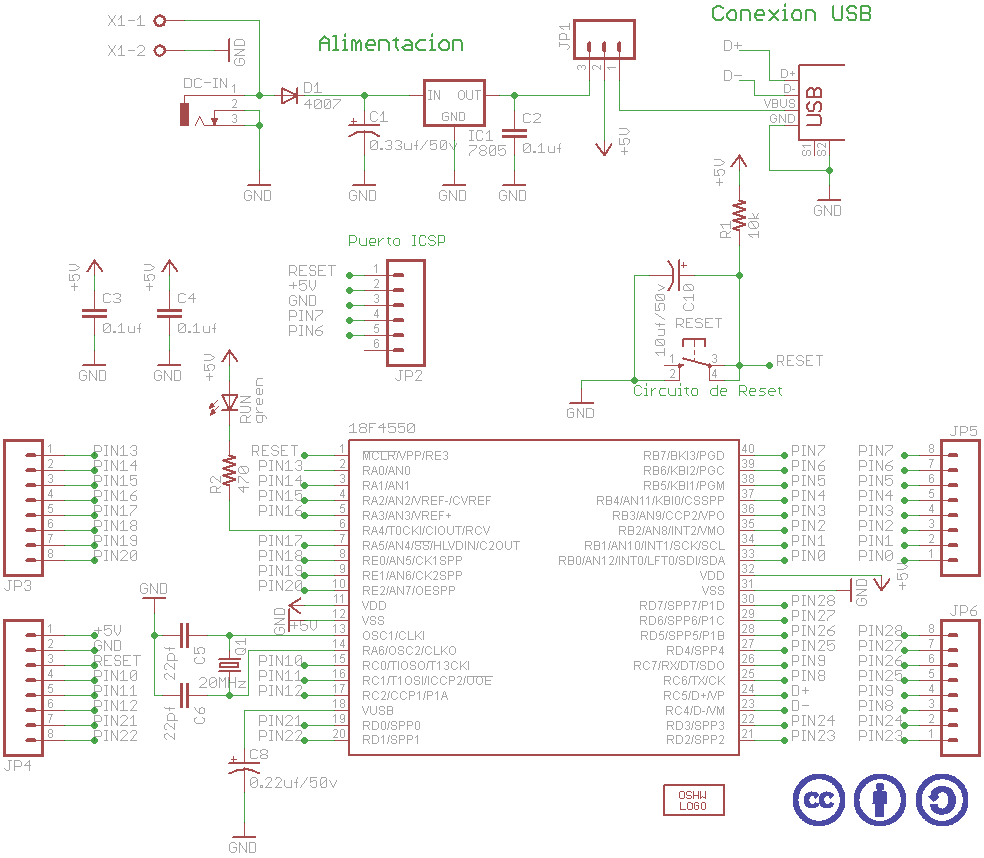 Conexion USB
Alimentacion
X1-1
X1-2
GND
DC-IN
1
2
3
D1
4007
IN OUT
GND
IC1
7805
C1
0.33uf/50v
C2
0.1uf
GND
GND
GND
GND
JP1
3
2
1
+5V
D+
D-
D+
D-
VBUS
GND
USB
S1
S2
GND
+5V
R1
10k
C10
10uf/50v
RESET
1
2
3
4
RESET
GND
Circuito de Reset
Puerto ICSP
RESET 1
+5V 2
GND 3
PIN7 4
PIN6 5
6
JP2
+5V
C3
0.1uf
GND
+5V
C4
0.1uf
GND
+5V
RUN
green
R2
470
18F4550
RESET 1 MCLR/VPP/RE3
PIN13 2 RA0/AN0
PIN14 3 RA1/AN1
PIN15 4 RA2/AN2/VREF-/CVREF
PIN16 5 RA3/AN3/VREF+
6 RA4/T0CKI/CIOUT/RCV
PIN17 7 RA5/AN4/SS/HLVDIN/C2OUT
PIN18 8 RE0/AN5/CK1SPP
PIN19 9 RE1/AN6/CK2SPP
PIN20 10 RE2/AN7/OESPP
+5V 11 VDD
GND 12 VSS
13 OSC1/CLKI
14 RA6/OSC2/CLKO
PIN10 15 RC0/TIOSO/T13CKI
PIN11 16 RC1/T1OSI/ICCP2/UOE
PIN12 17 RC2/CCP1/P1A
18 VUSB
PIN21 19 RD0/SPP0
PIN22 20 RD1/SPP1
RB7/BKI3/PGD 40 PIN7
RB6/KBI2/PGC 39 PIN6
RB5/KBI1/PGM 38 PIN5
RB4/AN11/KBI0/CSSPP 37 PIN4
RB3/AN9/CCP2/VPO 36 PIN3
RB2/AN8/INT2/VMO 35 PIN2
RB1/AN10/INT1/SCK/SCL 34 PIN1
RB0/AN12/INT0/LFT0/SDI/SDA 33 PIN0
VDD 32 +5V
VSS 31 GND
RD7/SPP7/P1D 30 PIN28
RD6/SPP6/P1C 29 PIN27
RD5/SPP5/P1B 28 PIN26
RD4/SPP4 27 PIN25
RC7/RX/DT/SDO 26 PIN9
RC6/TX/CK 25 PIN8
RC5/D+/VP 24 D+
RC4/D-/VM 23 D-
RD3/SPP3 22 PIN24
RD2/SPP2 21 PIN23
1 PIN13
2 PIN14
3 PIN15
4 PIN16
5 PIN17
6 PIN18
7 PIN19
8 PIN20
JP3
1 +5V
2 GND
3 RESET
4 PIN10
5 PIN11
6 PIN12
7 PIN21
8 PIN22
JP4
GND
C5
22pf
C6
22pf
Q1
20MHz
C8
0.22uf/50v
GND
JP5
PIN7 8
PIN6 7
PIN5 6
PIN4 5
PIN3 4
PIN2 3
PIN1 2
PIN0 1
JP6
PIN28 8
PIN27 7
PIN26 6
PIN25 5
PIN9 4
PIN8 3
PIN24 2
PIN23 1
OSHW
LOGO
cc